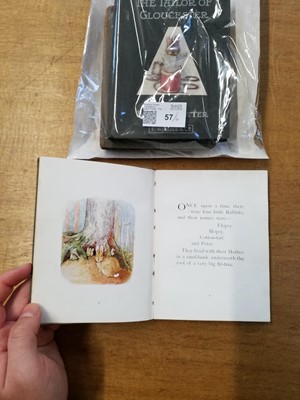 THE TAILOR OF
GLOUCESTER
57
ONCE upon a time there
were four little Rabbits,
and their names were—
Flopsy,
Mopsy,
Cotton-tail,
and Peter.
They lived with their Mother
in a sand-bank, underneath the
root of a very big fir-tree.